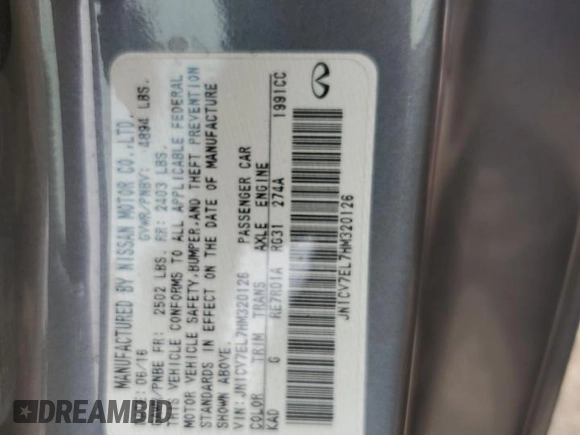 MANUFACTURED BY NISSAN MOTOR CO.,LTD.
06/16 GVWR/PNBV: 4894 LBS.
/PNBE FR: 2502 LBS. RR: 2403 LBS.
THIS VEHICLE CONFORMS TO ALL APPLICABLE FEDERAL
MOTOR VEHICLE SAFETY,BUMPER,AND THEFT PREVENTION
STANDARDS IN EFFECT ON THE DATE OF MANUFACTURE
SHOWN ABOVE.
VIN:JN1CV7EL7HM320126 PASSENGER CAR
COLOR TRIM TRANS AXLE ENGINE
KAD G RE7R01A RG31 274A 1991CC
JN1CV7EL7HM320126
DREAMBID